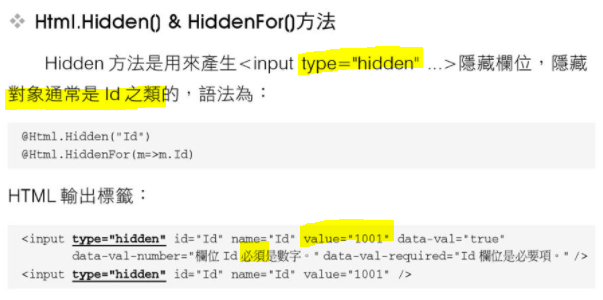 ❖ Html.Hidden() & HiddenFor()方法
Hidden 方法是用來產生<input type="hidden" ...>隱藏欄位，隱藏
對象通常是 Id 之類的，語法為：
@Html.Hidden("Id")
@Html.HiddenFor(m=>m.Id)
HTML 輸出標籤：
<input type="hidden" id="Id" name="Id" value="1001" data-val="true"
data-val-number="欄位 Id 必須是數字。" data-val-required="Id 欄位是必要項。" />
<input type="hidden" id="Id" name="Id" value="1001" />